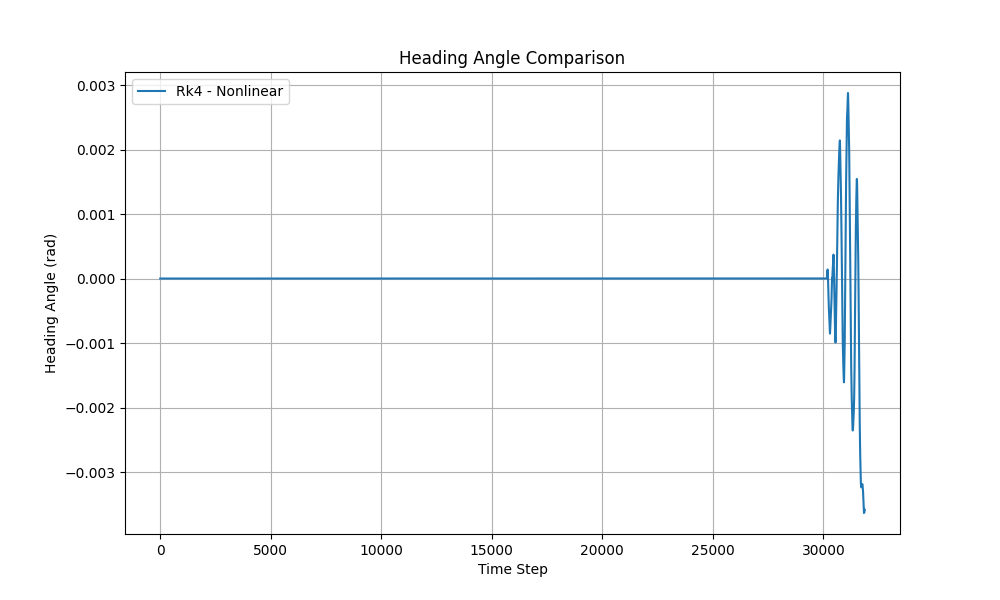 Heading Angle Comparison
Rk4 - Nonlinear
0.003
0.002
0.001
0.000
−0.001
−0.002
−0.003
Heading Angle (rad)
0 5000 10000 15000 20000 25000 30000
Time Step